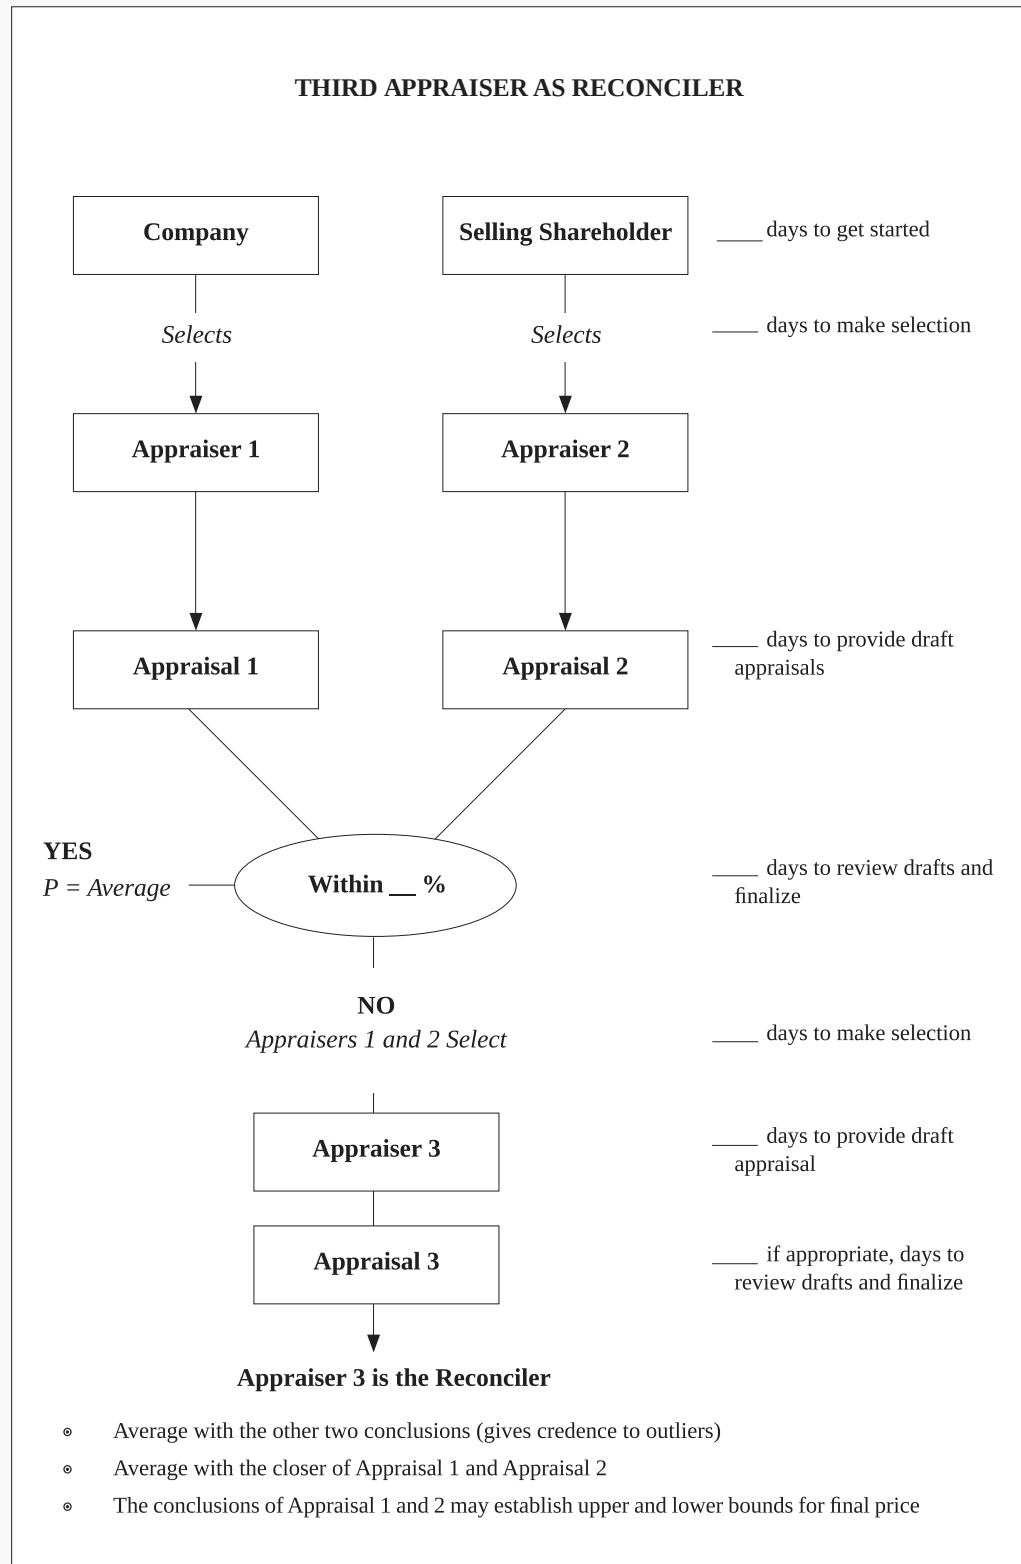 THIRD APPRAISER AS RECONCILER
Company
Selling Shareholder
____ days to get started
Selects
Selects
____ days to make selection
Appraiser 1
Appraiser 2
Appraisal 1
Appraisal 2
____ days to provide draft
appraisals
YES
P = Average
Within __ %
____ days to review drafts and
finalize
NO
Appraisers 1 and 2 Select
____ days to make selection
Appraiser 3
____ days to provide draft
appraisal
Appraisal 3
____ if appropriate, days to
review drafts and finalize
Appraiser 3 is the Reconciler
Average with the other two conclusions (gives credence to outliers)
Average with the closer of Appraisal 1 and Appraisal 2
The conclusions of Appraisal 1 and 2 may establish upper and lower bounds for final price